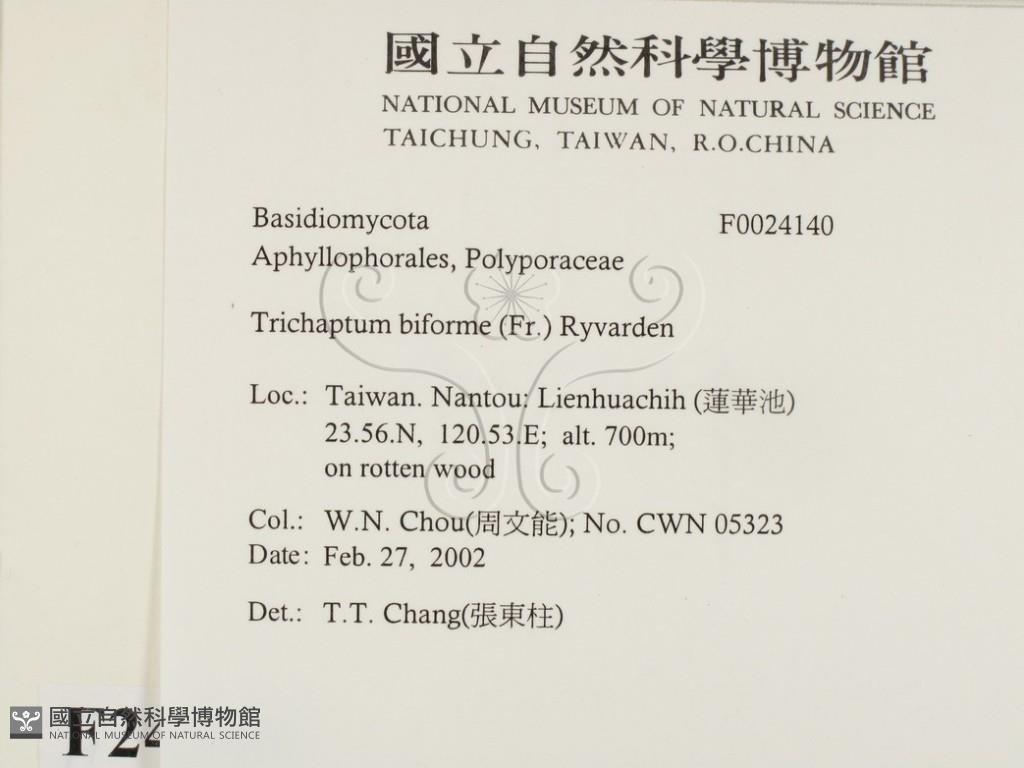 國立自然科學博物館
NATIONAL MUSEUM OF NATURAL SCIENCE
TAICHUNG, TAIWAN, R.O.CHINA
Basidiomycota F0024140
Aphyllophorales, Polyporaceae
Trichaptum biforme (Fr.) Ryvarden
Loc.: Taiwan. Nantou: Lienhuachih (蓮華池)
23.56.N, 120.53.E; alt. 700m;
on rotten wood
Col.: W.N. Chou(周文能); No. CWN 05323
Date: Feb. 27, 2002
Det.: T.T. Chang(張東柱)
國立自然科學博物館
NATIONAL MUSEUM OF NATURAL SCIENCE